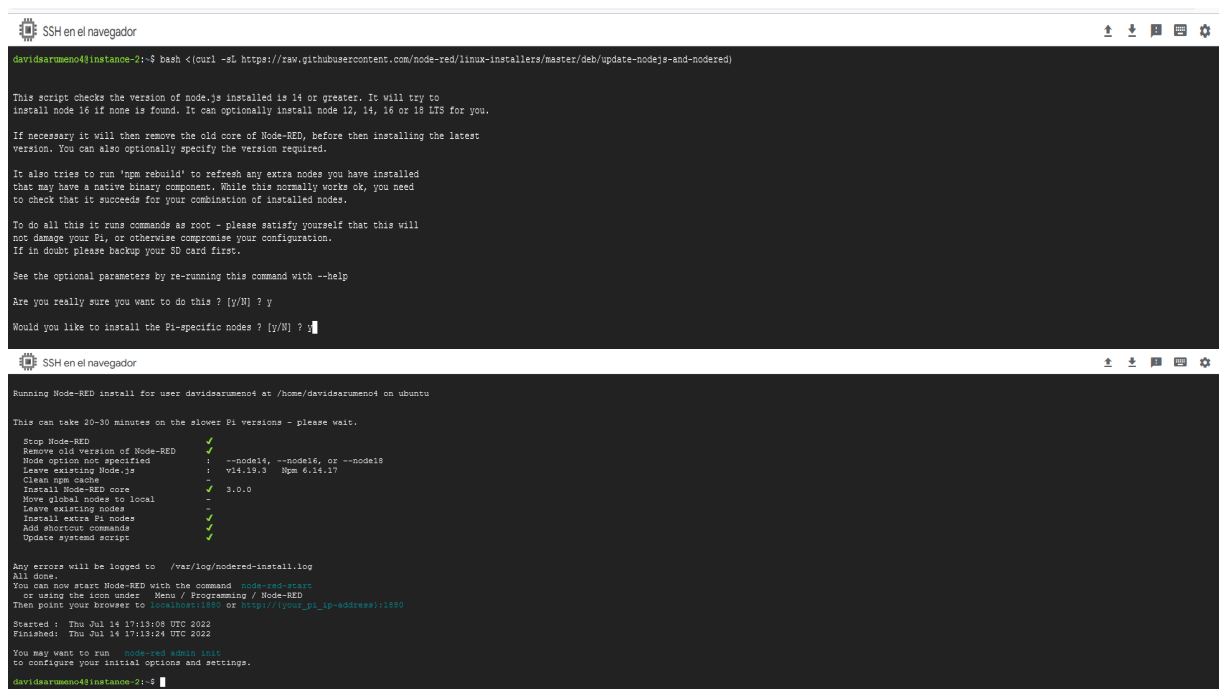 SSH en el navegador
davidsarumeno4@instance-2:~$ bash <(curl -sL https://raw.githubusercontent.com/node-red/linux-installers/master/deb/update-nodejs-and-nodered)
This script checks the version of node.js installed is 14 or greater. It will try to
install node 16 if none is found. It can optionally install node 12, 14, 16 or 18 LTS for you.
If necessary it will then remove the old core of Node-RED, before then installing the latest
version. You can also optionally specify the version required.
It also tries to run 'npm rebuild' to refresh any extra nodes you have installed
that may have a native binary component. While this normally works ok, you need
to check that it succeeds for your combination of installed nodes.
To do all this it runs commands as root - please satisfy yourself that this will
not damage your Pi, or otherwise compromise your configuration.
If in doubt please backup your SD card first.
See the optional parameters by re-running this command with --help
Are you really sure you want to do this ? [y/N] ? y
Would you like to install the Pi-specific nodes ? [y/N] ? y
SSH en el navegador
Running Node-RED install for user davidsarumeno4 at /home/davidsarumeno4 on ubuntu
This can take 20-30 minutes on the slower Pi versions - please wait.
Stop Node-RED ✔
Remove old version of Node-RED ✔
Node option not specified : --node14, --node16, or --node18
Leave existing Node.js : v14.19.3 Npm 6.14.17
Clean npm cache -
Install Node-RED core ✔ 3.0.0
Move global nodes to local -
Leave existing nodes -
Install extra Pi nodes ✔
Add shortcut commands ✔
Update systemd script ✔
Any errors will be logged to /var/log/nodered-install.log
All done.
You can now start Node-RED with the command node-red-start
or using the icon under Menu / Programming / Node-RED
Then point your browser to localhost:1880 or http://{your_pi_ip-address}:1880
Started : Thu Jul 14 17:13:08 UTC 2022
Finished: Thu Jul 14 17:13:24 UTC 2022
You may want to run node-red admin init
to configure your initial options and settings.
davidsarumeno4@instance-2:~$